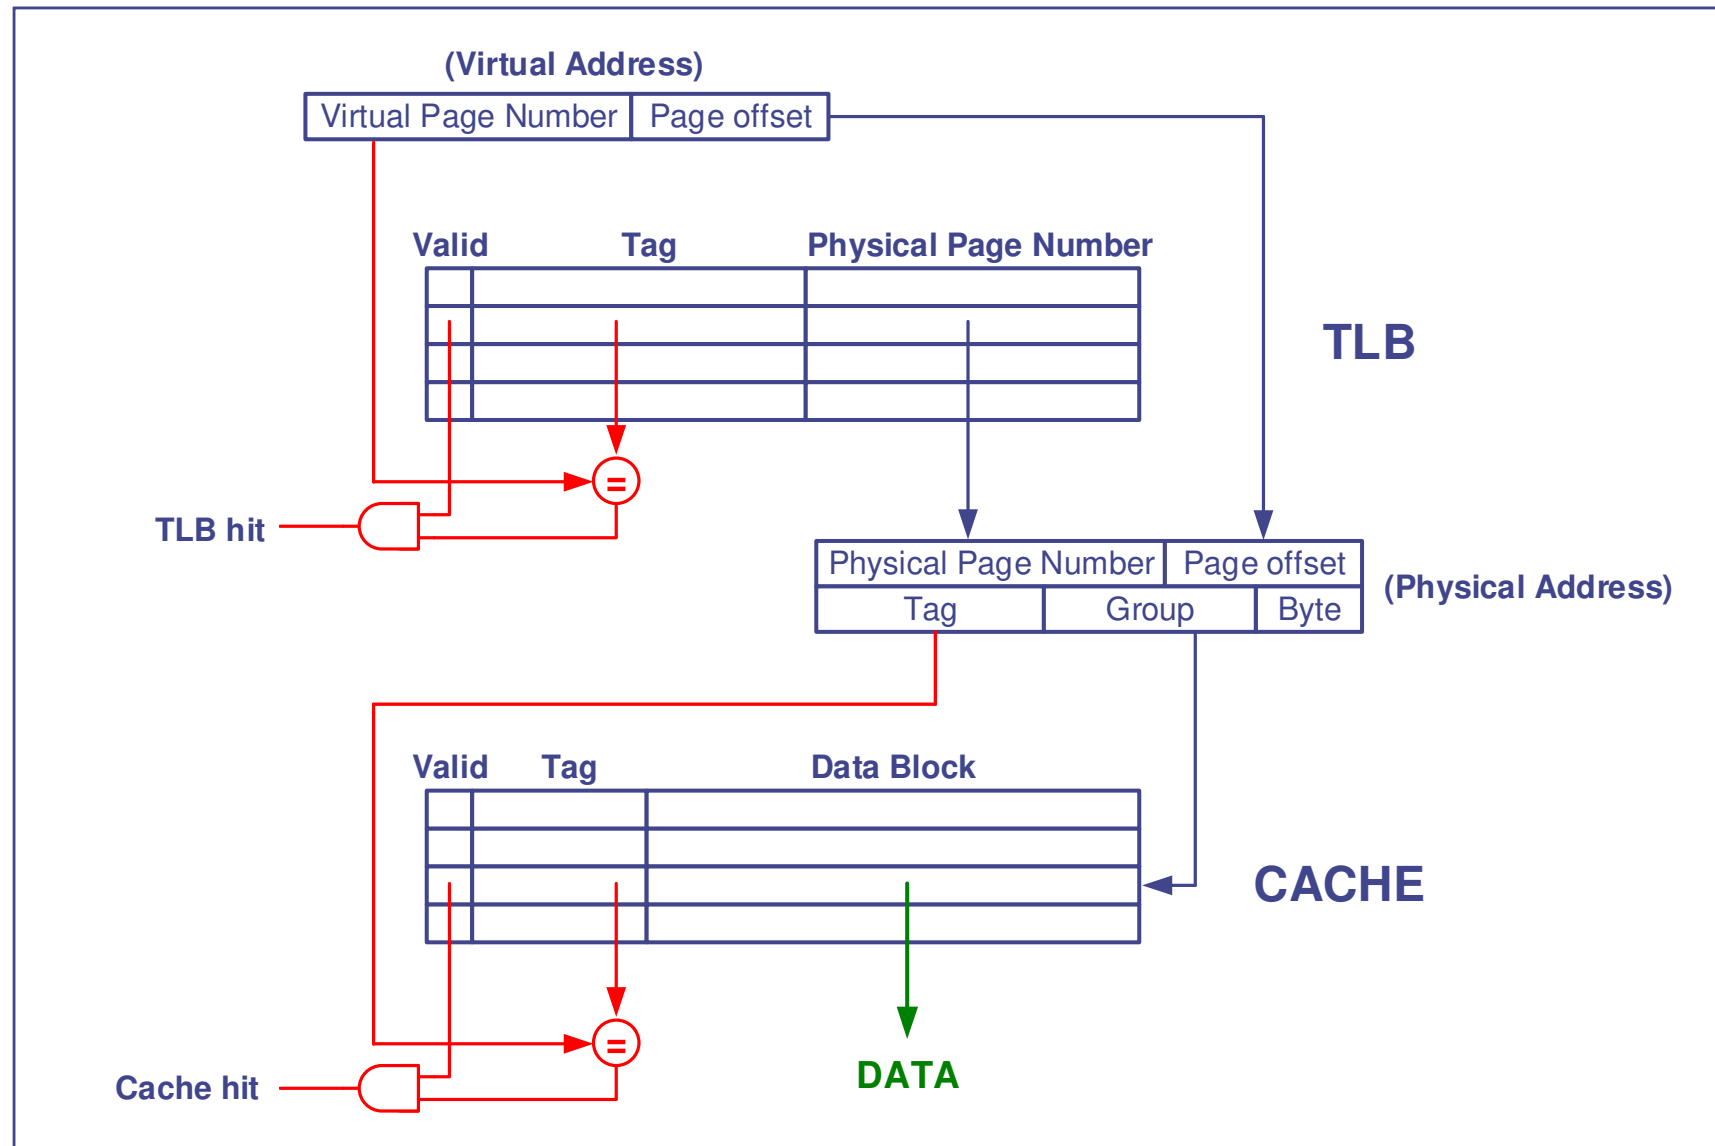 (Virtual Address)
Virtual Page Number Page offset
Valid Tag Physical Page Number
TLB
=
TLB hit
Physical Page Number Page offset
(Physical Address)
Tag Group Byte
Valid Tag Data Block
CACHE
=
DATA
Cache hit